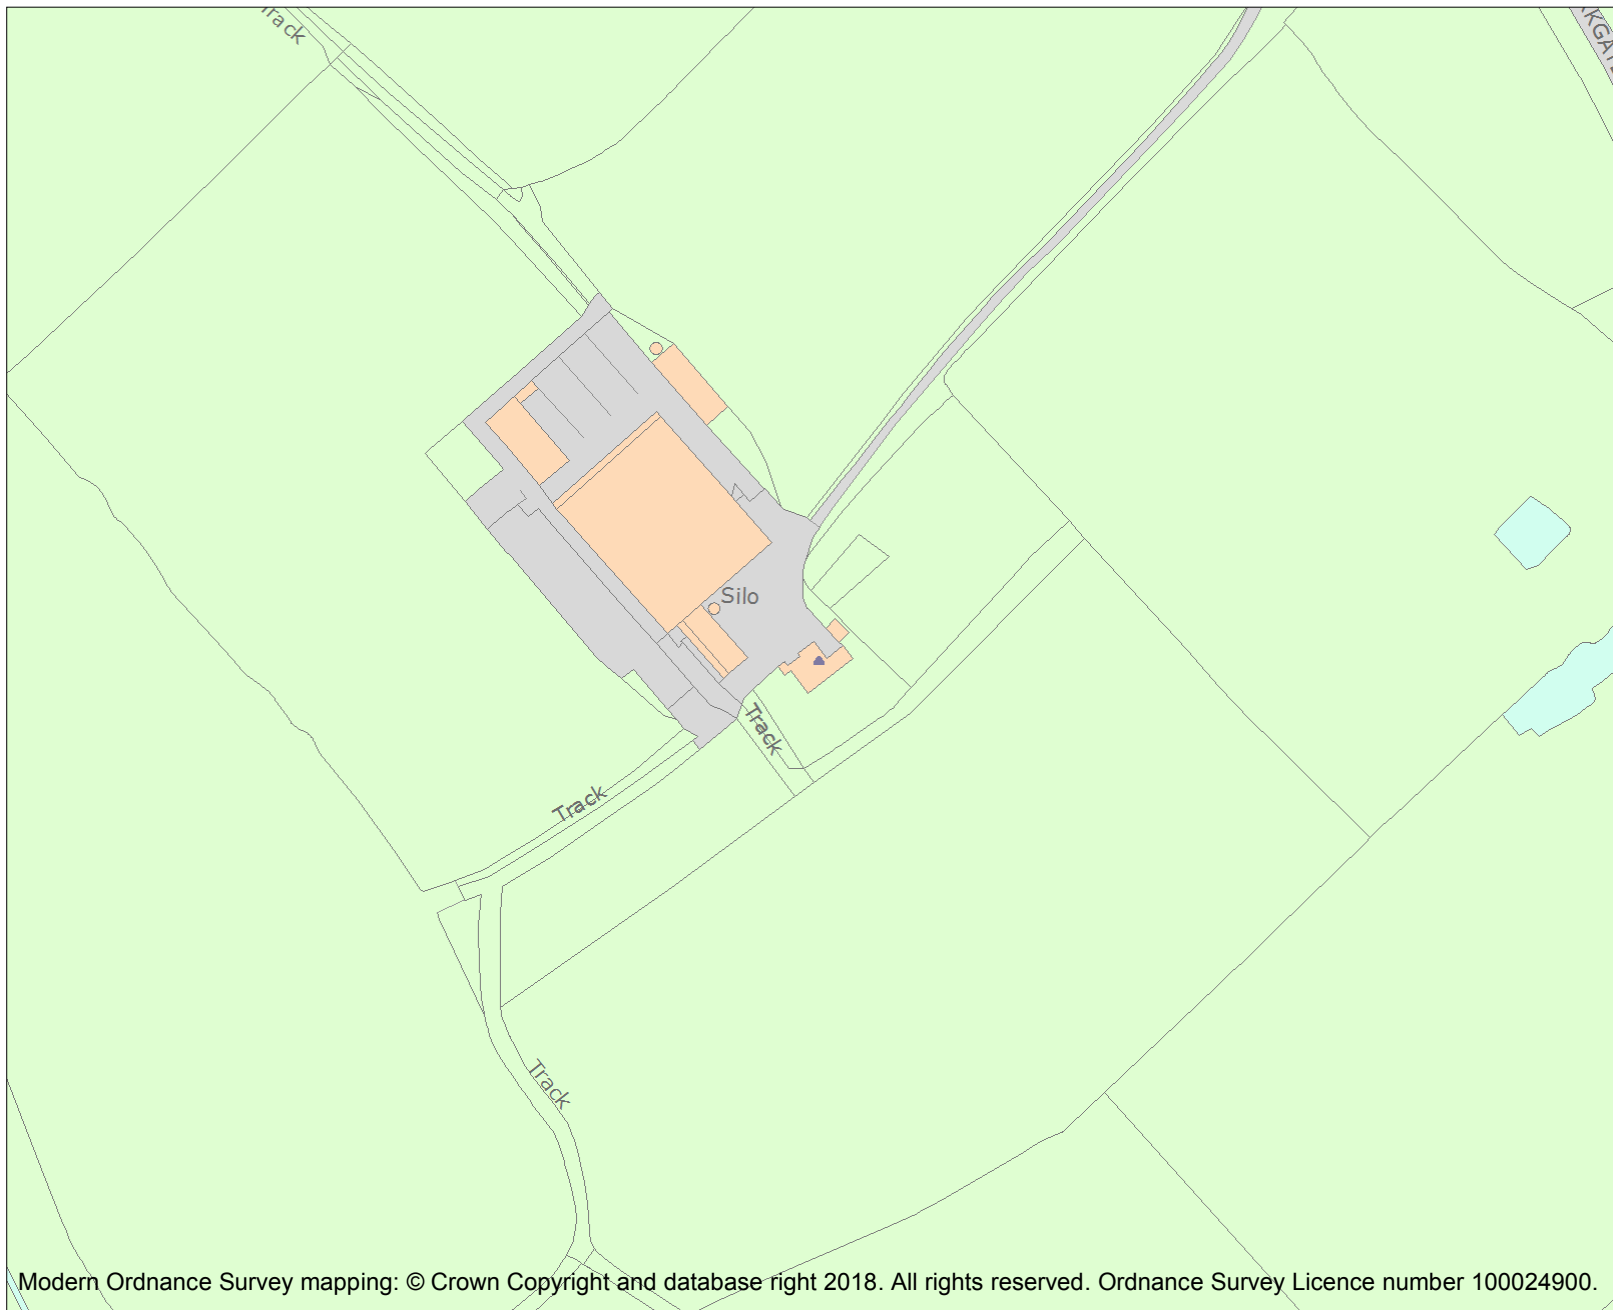 Track
Silo
Track
Track
Track
Modern Ordnance Survey mapping: © Crown Copyright and database right 2018. All rights reserved. Ordnance Survey Licence number 100024900.